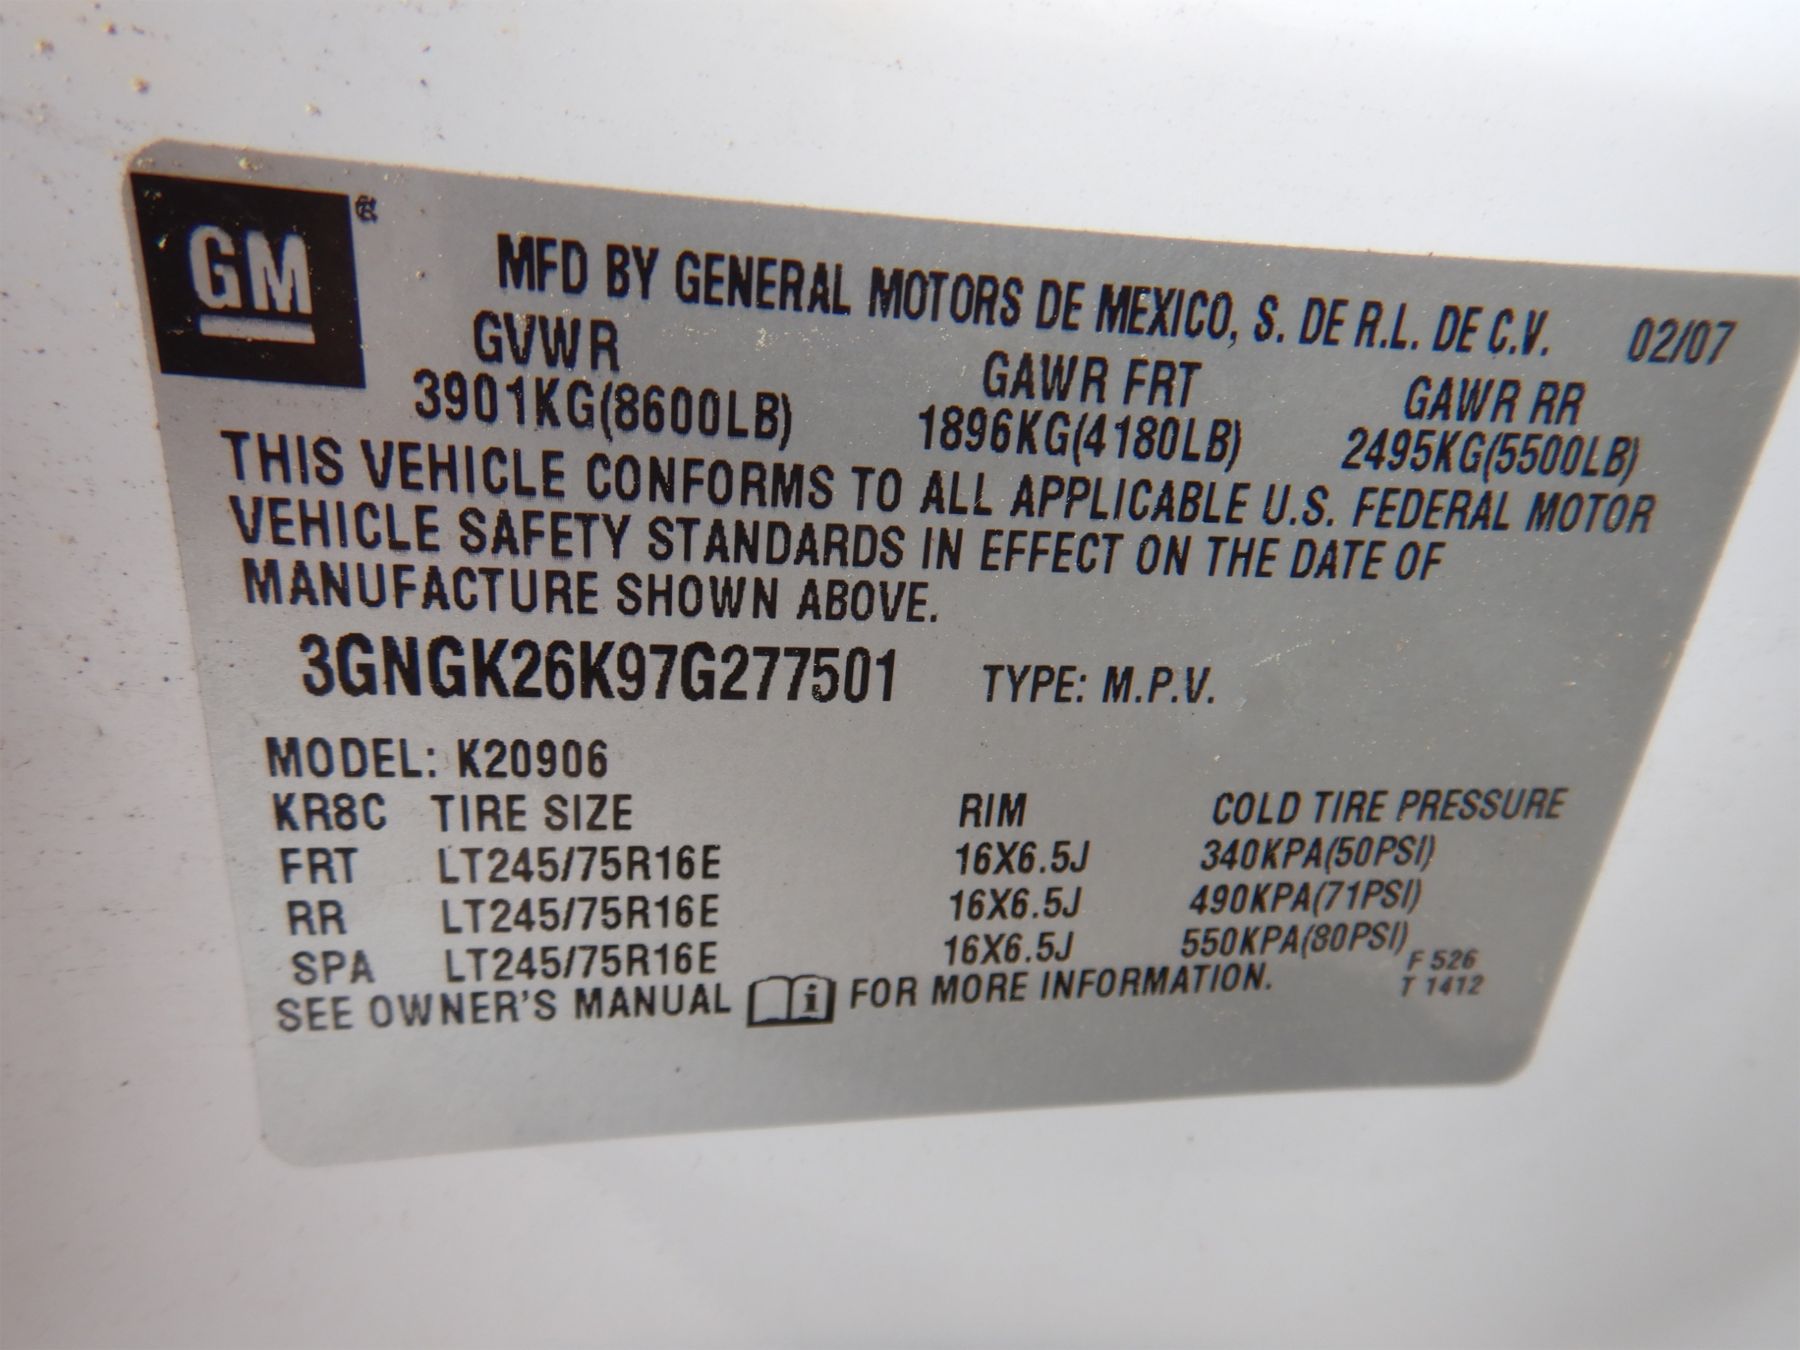 GM
MFD BY GENERAL MOTORS DE MEXICO, S. DE R.L. DE C.V. 02/07
GVWR GAWR FRT GAWR RR
3901KG(8600LB) 1896KG(4180LB) 2495KG(5500LB)
THIS VEHICLE CONFORMS TO ALL APPLICABLE U.S. FEDERAL MOTOR
VEHICLE SAFETY STANDARDS IN EFFECT ON THE DATE OF
MANUFACTURE SHOWN ABOVE.
3GNGK26K97G277501 TYPE: M.P.V.
MODEL: K20906
KR8C TIRE SIZE RIM COLD TIRE PRESSURE
FRT LT245/75R16E 16X6.5J 340KPA(50PSI)
RR LT245/75R16E 16X6.5J 490KPA(71PSI)
SPA LT245/75R16E 16X6.5J 550KPA(80PSI)
SEE OWNER'S MANUAL i FOR MORE INFORMATION.
F 526
T 1412